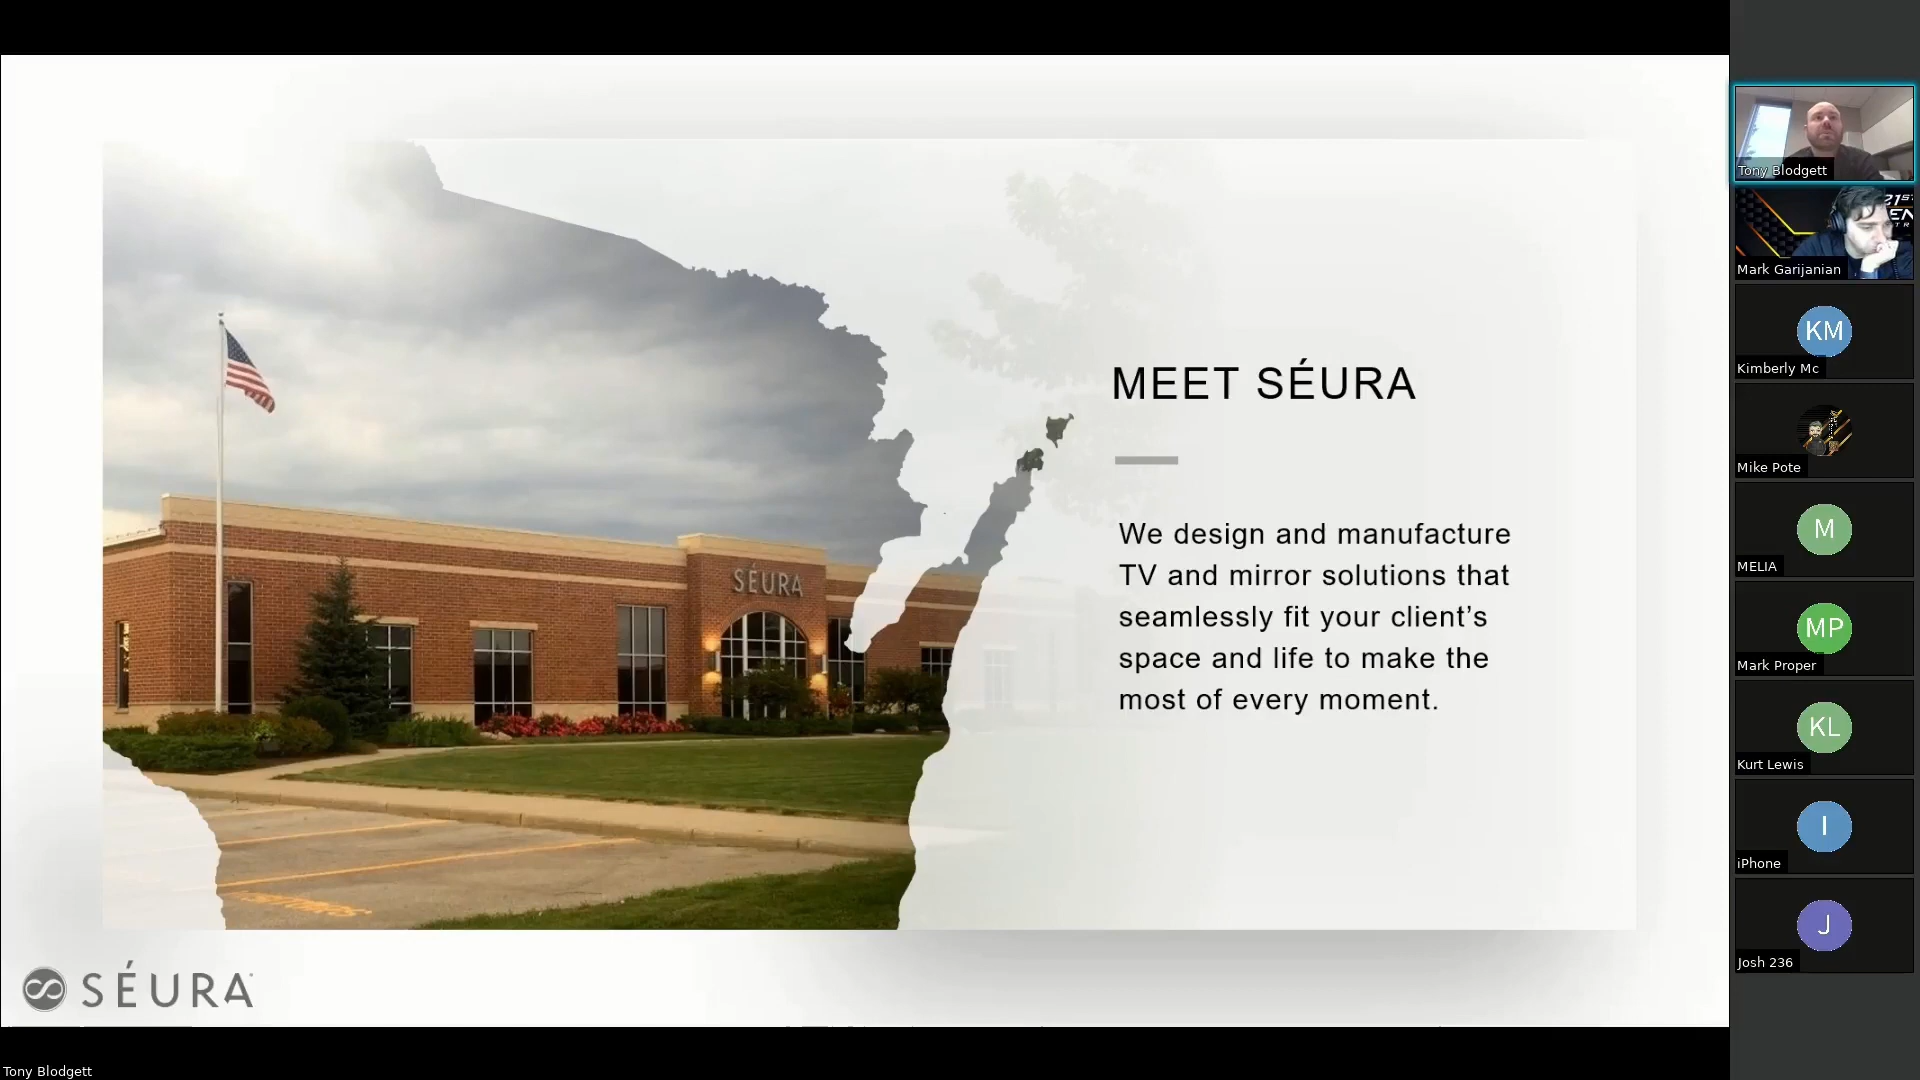 SÉURA
MEET SÉURA
We design and manufacture
TV and mirror solutions that
seamlessly fit your client’s
space and life to make the
most of every moment.
SÉURA
Tony Blodgett
Tony Blodgett
21ST
Mark Garijanian
KM
Kimberly Mc
Mike Pote
M
MELIA
MP
Mark Proper
KL
Kurt Lewis
I
iPhone
J
Josh 236